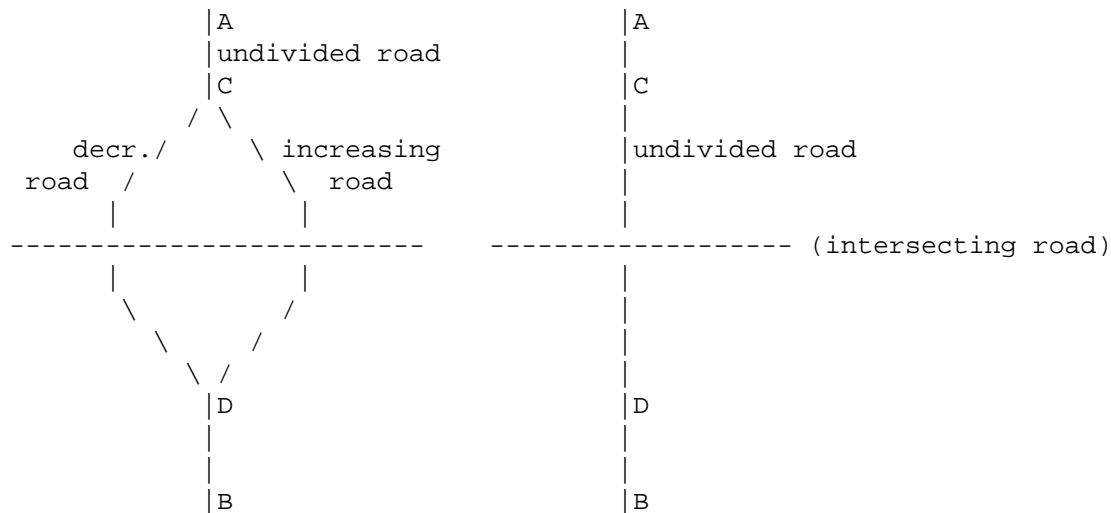 A A
undivided road
C C
decr. increasing undivided road
road road
(intersecting road)
D D
B B